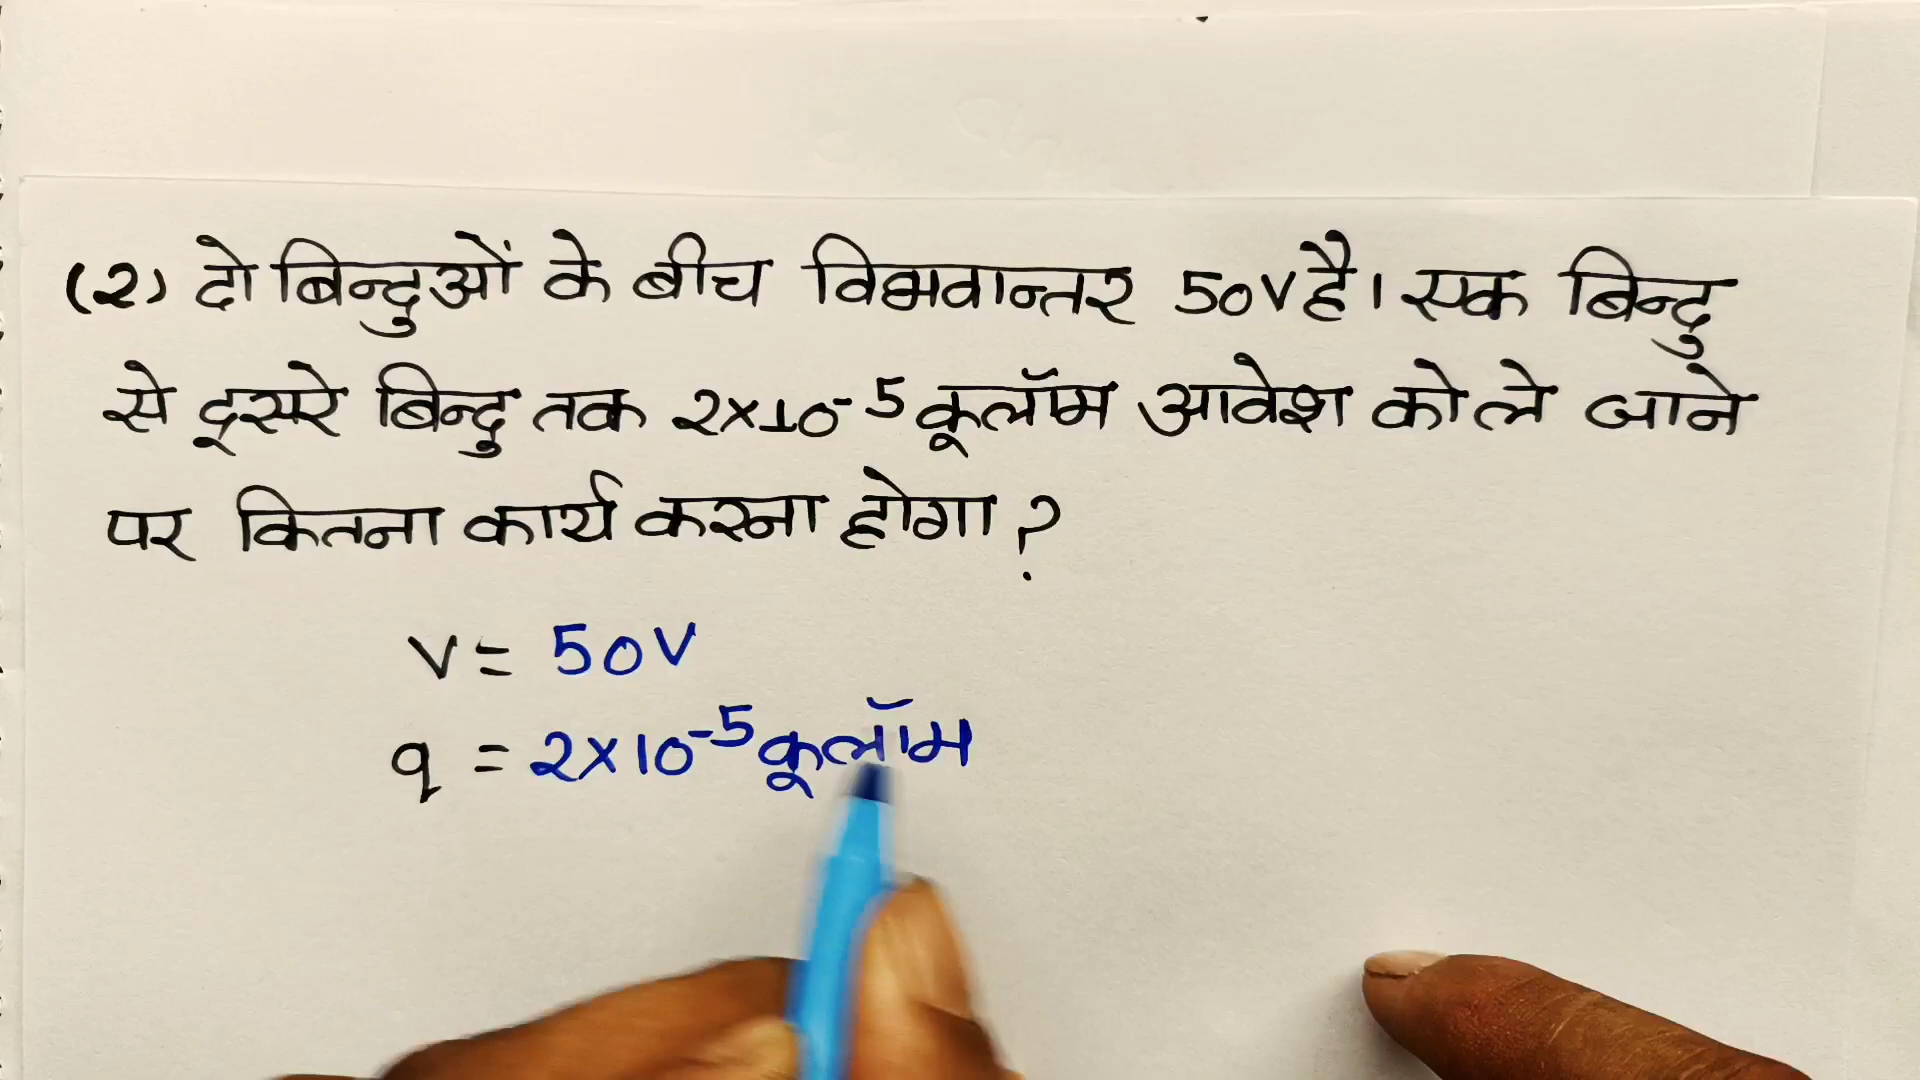 (2) दो बिन्दुओं के बीच विभवान्तर 50V है। एक बिन्दु
से दूसरे बिन्दु तक 2×10⁻⁵ कूलॉम आवेश को ले जाने
पर कितना कार्य करना होगा?
V = 50V
q = 2×10⁻⁵ कूलॉम